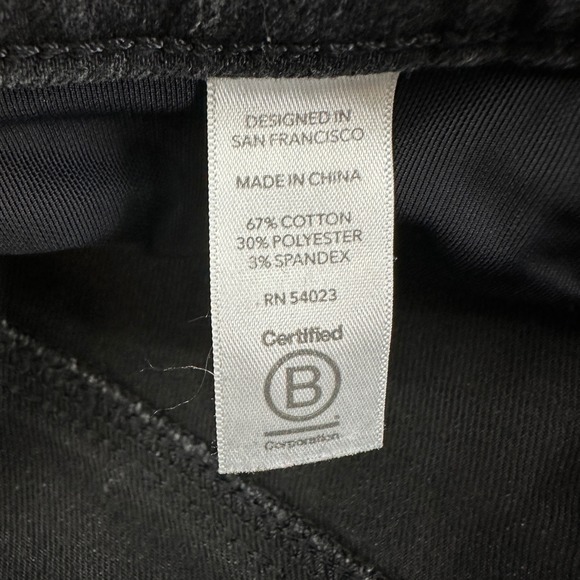 DESIGNED IN
SAN FRANCISCO
MADE IN CHINA
67% COTTON
30% POLYESTER
3% SPANDEX
RN 54023
Certified
B
Corporation